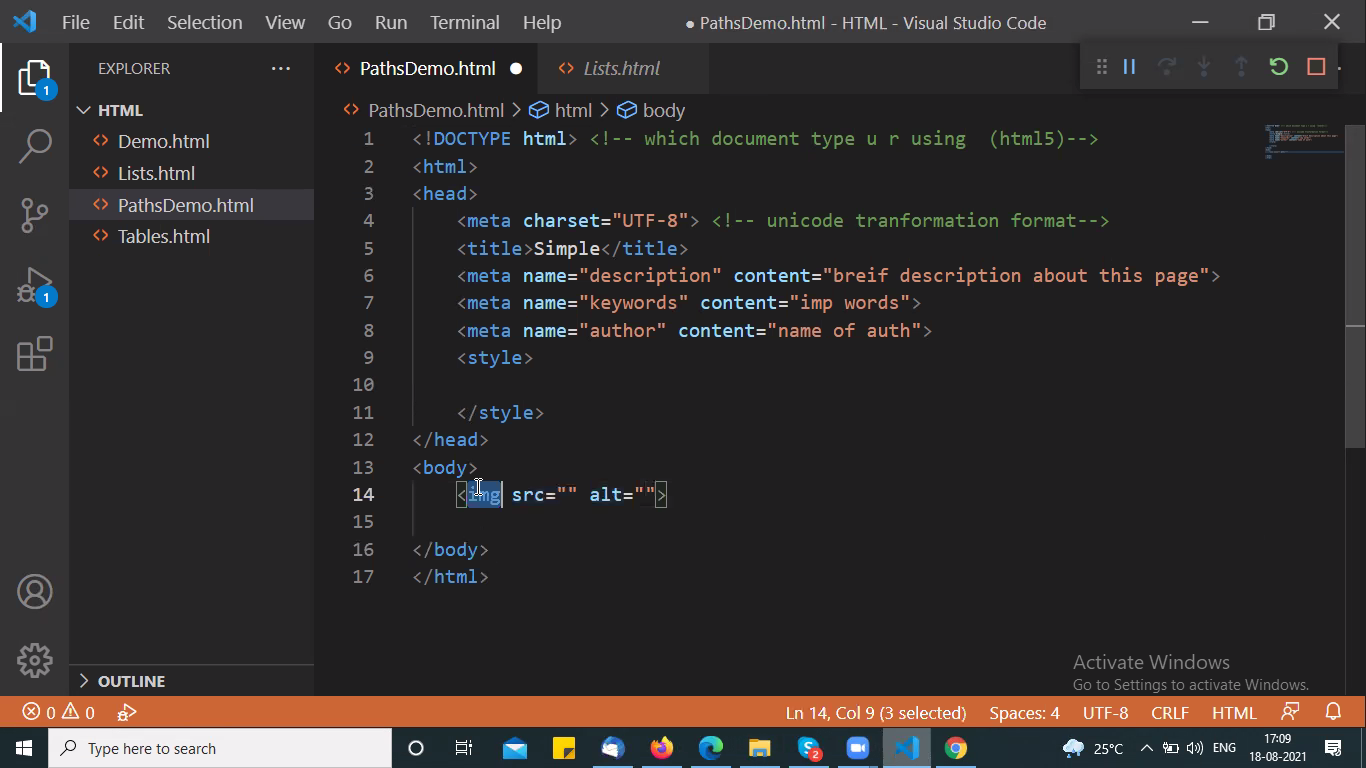 File Edit Selection View Go Run Terminal Help ● PathsDemo.html - HTML - Visual Studio Code
EXPLORER ···
PathsDemo.html ●
Lists.html
1
HTML
Demo.html
Lists.html
PathsDemo.html
Tables.html
1
PathsDemo.html > html > body
1 <!DOCTYPE html> <!-- which document type u r using  (html5)-->
2 <html>
3 <head>
4     <meta charset="UTF-8"> <!-- unicode tranformation format-->
5     <title>Simple</title>
6     <meta name="description" content="breif description about this page">
7     <meta name="keywords" content="imp words">
8     <meta name="author" content="name of auth">
9     <style>
10
11     </style>
12 </head>
13 <body>
14     <img src="" alt="">
15
16 </body>
17 </html>
OUTLINE
Activate Windows
Go to Settings to activate Windows.
0 0
Ln 14, Col 9 (3 selected) Spaces: 4 UTF-8 CRLF HTML
Type here to search
2
25°C ENG
17:09
18-08-2021